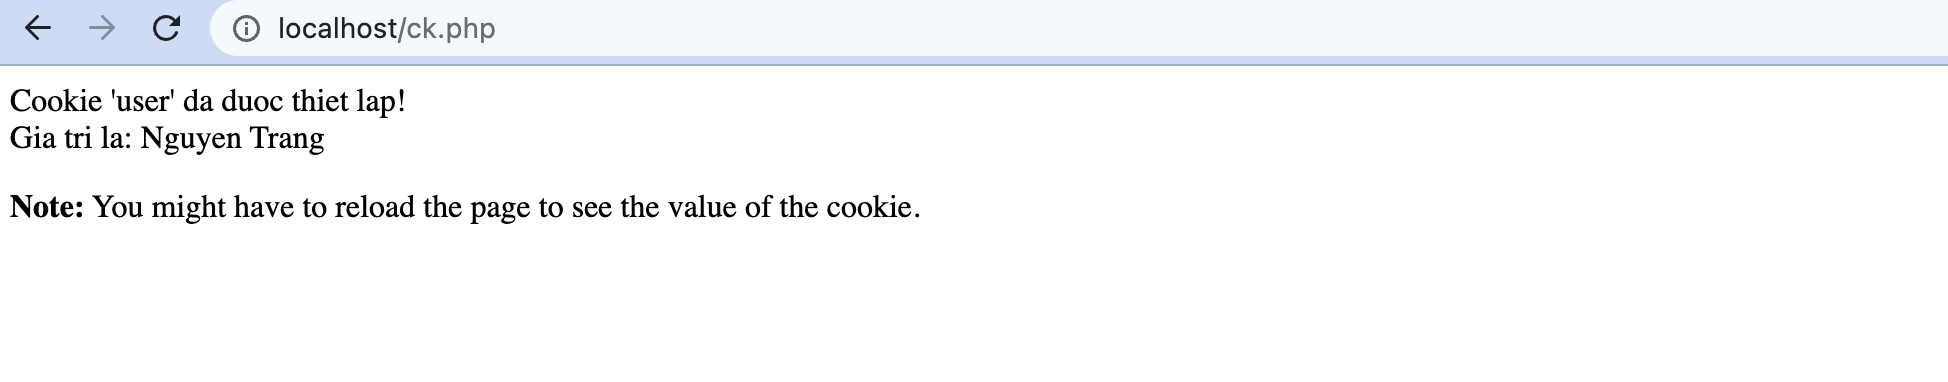 localhost/ck.php
Cookie 'user' da duoc thiet lap!
Gia tri la: Nguyen Trang
Note: You might have to reload the page to see the value of the cookie.